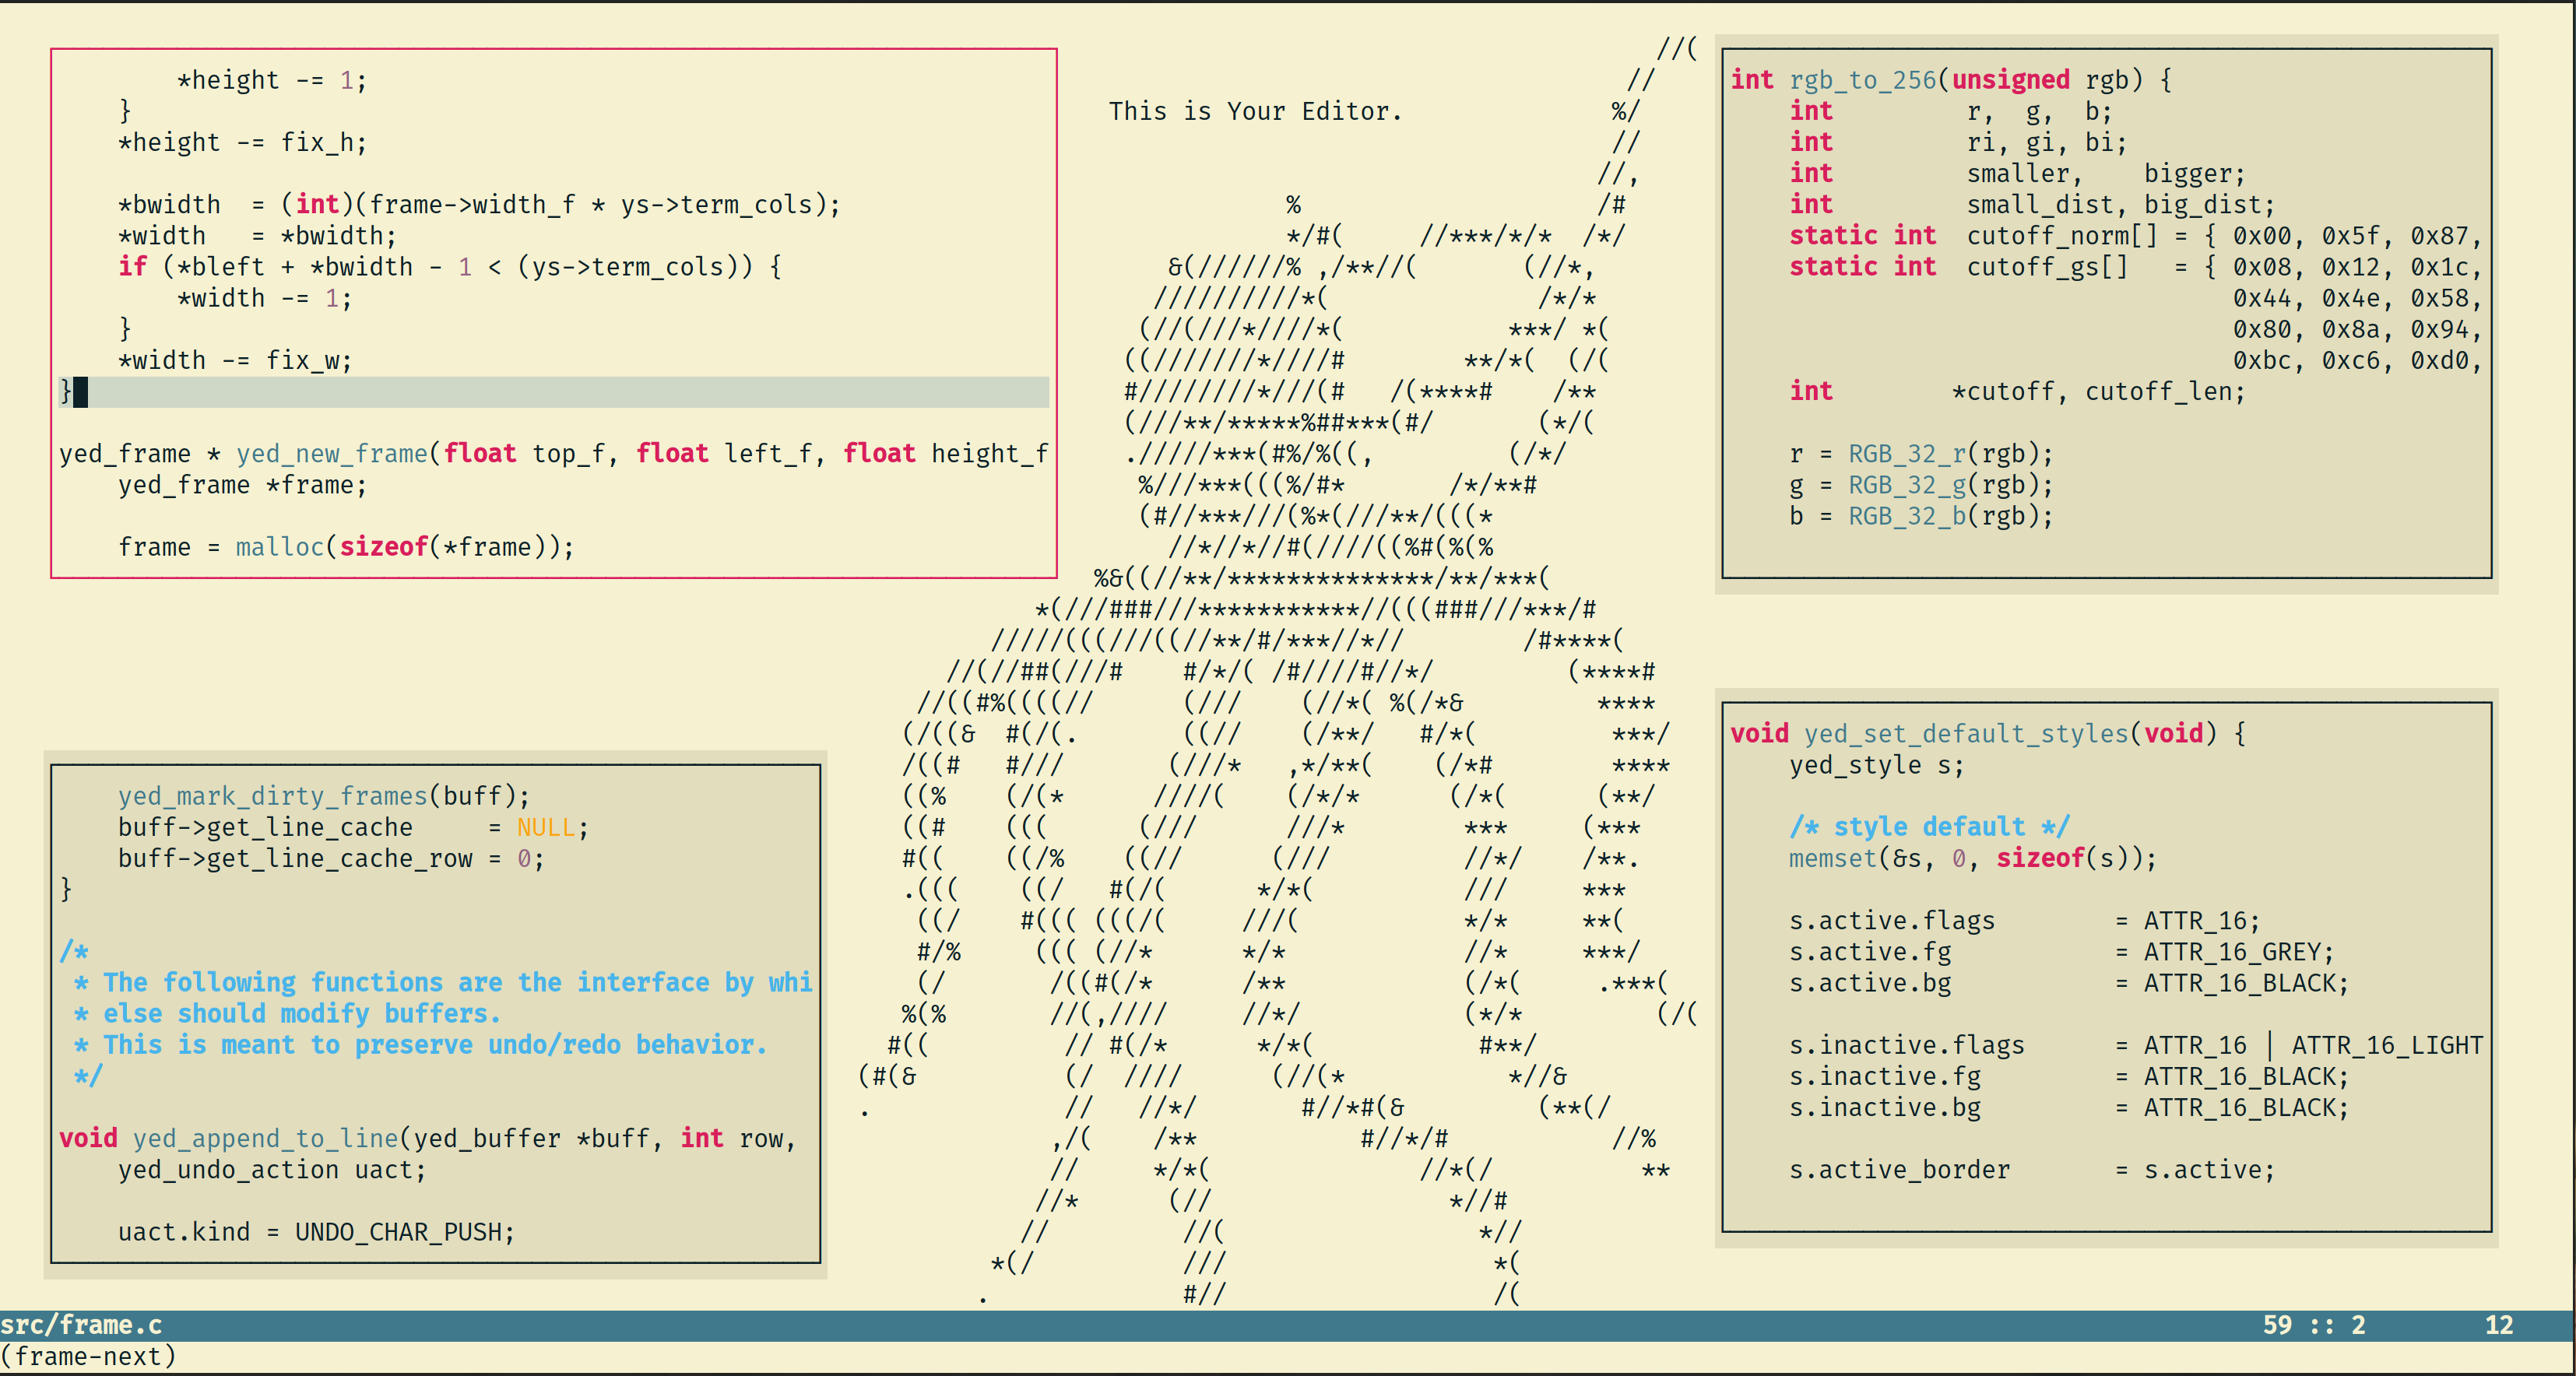 *height -= 1;
    }
    *height -= fix_h;

    *bwidth  = (int)(frame->width_f * ys->term_cols);
    *width   = *bwidth;
    if (*bleft + *bwidth - 1 < (ys->term_cols)) {
        *width -= 1;
    }
    *width -= fix_w;
}

yed_frame * yed_new_frame(float top_f, float left_f, float height_f
    yed_frame *frame;

    frame = malloc(sizeof(*frame));
This is Your Editor.
int rgb_to_256(unsigned rgb) {
    int         r,  g,  b;
    int         ri, gi, bi;
    int         smaller,    bigger;
    int         small_dist, big_dist;
    static int  cutoff_norm[] = { 0x00, 0x5f, 0x87,
    static int  cutoff_gs[]   = { 0x08, 0x12, 0x1c,
                                  0x44, 0x4e, 0x58,
                                  0x80, 0x8a, 0x94,
                                  0xbc, 0xc6, 0xd0,
    int        *cutoff, cutoff_len;

    r = RGB_32_r(rgb);
    g = RGB_32_g(rgb);
    b = RGB_32_b(rgb);
    yed_mark_dirty_frames(buff);
    buff->get_line_cache     = NULL;
    buff->get_line_cache_row = 0;
}

/*
 * The following functions are the interface by whi
 * else should modify buffers.
 * This is meant to preserve undo/redo behavior.
 */

void yed_append_to_line(yed_buffer *buff, int row,
    yed_undo_action uact;

    uact.kind = UNDO_CHAR_PUSH;
void yed_set_default_styles(void) {
    yed_style s;

    /* style default */
    memset(&s, 0, sizeof(s));

    s.active.flags        = ATTR_16;
    s.active.fg           = ATTR_16_GREY;
    s.active.bg           = ATTR_16_BLACK;

    s.inactive.flags      = ATTR_16 | ATTR_16_LIGHT
    s.inactive.fg         = ATTR_16_BLACK;
    s.inactive.bg         = ATTR_16_BLACK;

    s.active_border       = s.active;
src/frame.c 59 :: 2 12
(frame-next)